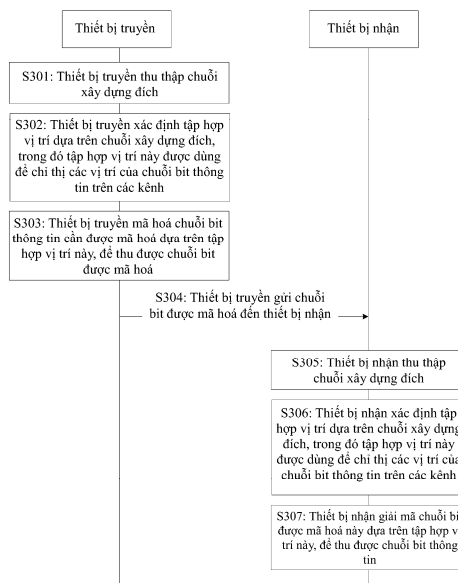 Thiết bị truyền
Thiết bị nhận
S301: Thiết bị truyền thu thập chuỗi
xây dựng đích
S302: Thiết bị truyền xác định tập hợp
vị trí dựa trên chuỗi xây dựng đích,
trong đó tập hợp vị trí này được dùng
để chỉ thị các vị trí của chuỗi bit thông
tin trên các kênh
S303: Thiết bị truyền mã hoá chuỗi bit
thông tin cần được mã hoá dựa trên tập
hợp vị trí này, để thu được chuỗi bit
được mã hoá
S304: Thiết bị truyền gửi chuỗi
bit được mã hoá đến thiết bị nhận
S305: Thiết bị nhận thu thập
chuỗi xây dựng đích
S306: Thiết bị nhận xác định tập
hợp vị trí dựa trên chuỗi xây dựng
đích, trong đó tập hợp vị trí này
được dùng để chỉ thị các vị trí của
chuỗi bit thông tin trên các kênh
S307: Thiết bị nhận giải mã chuỗi bi
được mã hoá này dựa trên tập hợp v
trí này, để thu được chuỗi bit thông
tin